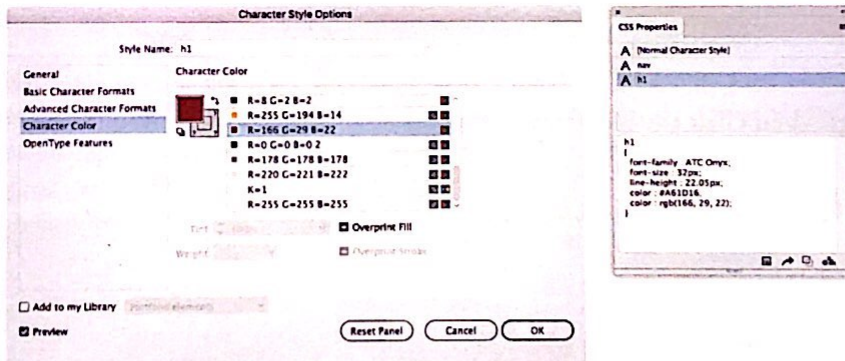 Character Style Options
Style Name: h1
General
Basic Character Formats
Advanced Character Formats
Character Color
OpenType Features
Character Color
R=8 G=2 B=2
R=255 G=194 B=14
R=166 G=29 B=22
R=0 G=0 B=0 2
R=178 G=178 B=178
R=220 G=221 B=222
K=1
R=255 G=255 B=255
Tint
Overprint Fill
Weight
Overprint Stroke
Add to my Library
Preview
Reset Panel
Cancel
OK
CSS Properties
A [Normal Character Style]
A nav
A h1
h1
{
font-family : ATC Onyx;
font-size : 32px;
line-height : 22.05px;
color : #A61D16;
color : rgb(166, 29, 22);
}